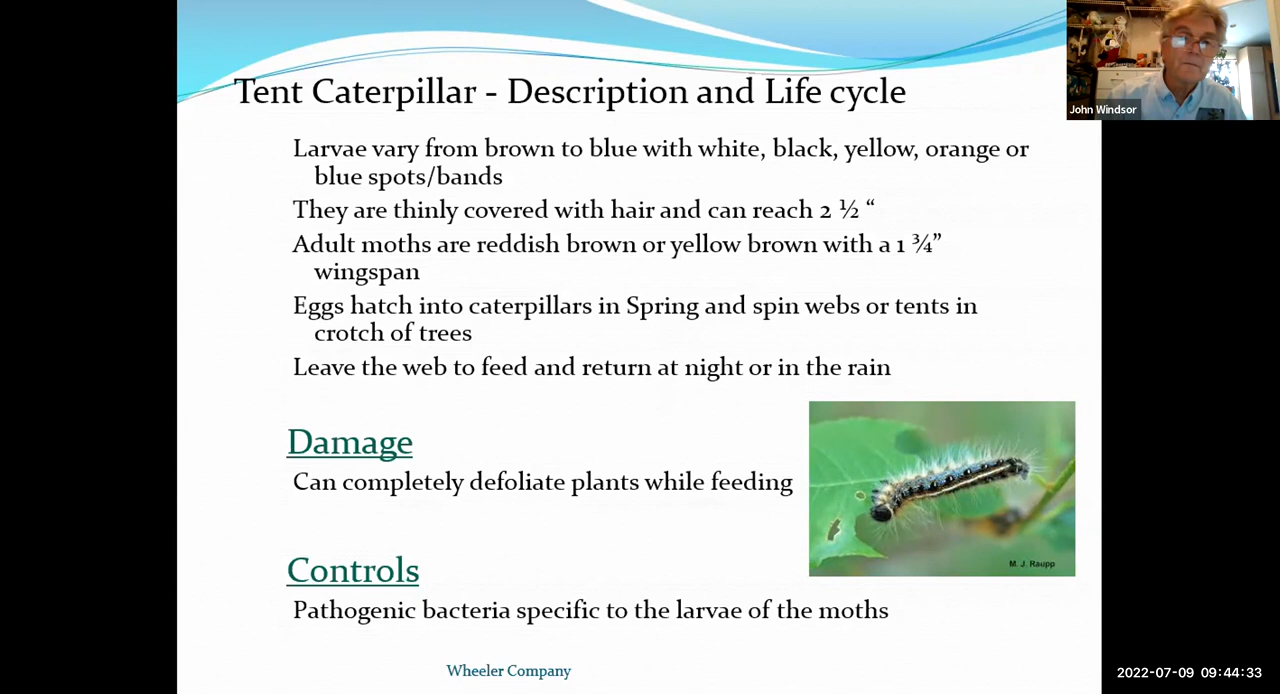 John Windsor
Tent Caterpillar - Description and Life cycle
Larvae vary from brown to blue with white, black, yellow, orange or
blue spots/bands
They are thinly covered with hair and can reach 2 ½ “
Adult moths are reddish brown or yellow brown with a 1 ¾”
wingspan
Eggs hatch into caterpillars in Spring and spin webs or tents in
crotch of trees
Leave the web to feed and return at night or in the rain
Damage
Can completely defoliate plants while feeding
M. J. Raupp
Controls
Pathogenic bacteria specific to the larvae of the moths
Wheeler Company
2022-07-09 09:44:33